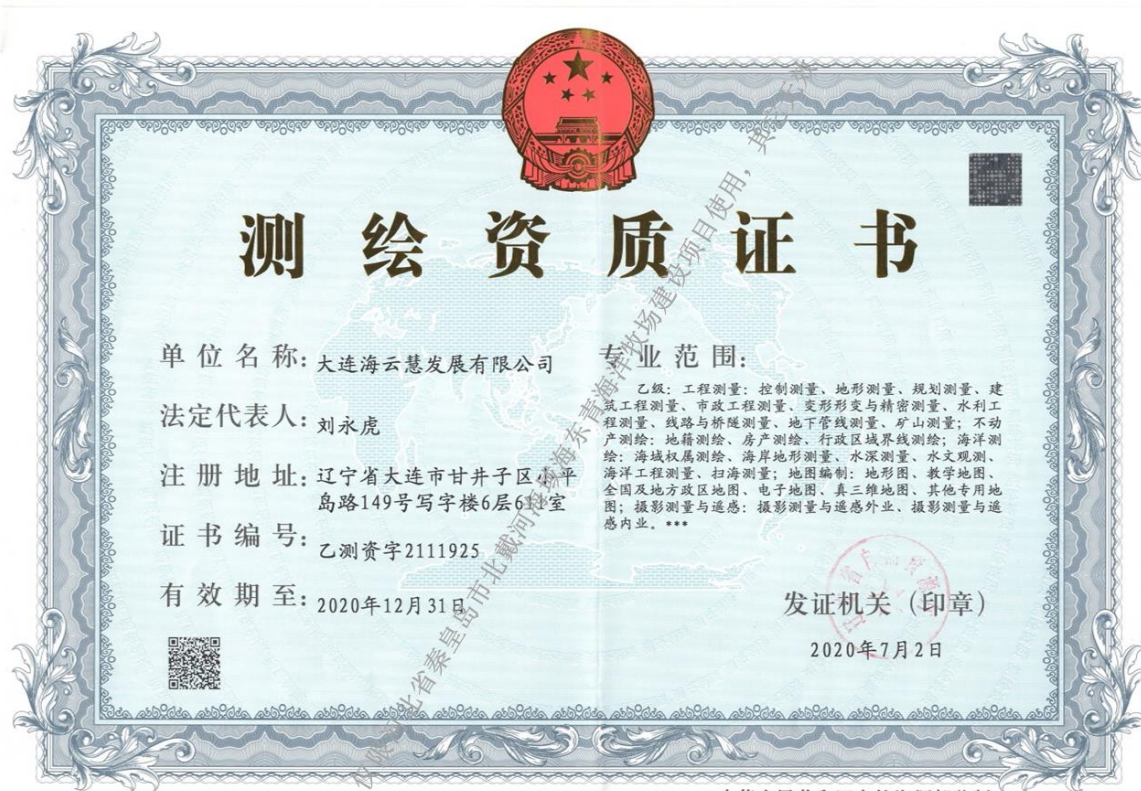 测绘资质证书
单位名称：大连海云慧发展有限公司
法定代表人：刘永虎
注册地址：辽宁省大连市甘井子区小平
岛路149号写字楼6层6 室
证书编号：乙测资字2111925
有效期至：2020年12月31日
专业范围：
乙级：工程测量：控制测量、地形测量、规划测量、建
筑工程测量、市政工程测量、变形形变与精密测量、水利工
程测量、线路与桥隧测量、地下管线测量、矿山测量；不动
产测绘：地籍测绘、房产测绘、行政区域界线测绘；海洋测
绘：海域权属测绘、海岸地形测量、水深测量、水文观测、
海洋工程测量、扫海测量；地图编制：地形图、教学地图、
全国及地方政区地图、电子地图、真三维地图、其他专用地
图；摄影测量与遥感：摄影测量与遥感外业、摄影测量与遥
感内业。***
发证机关（印章）
2020年7月2日
仅限河北省秦皇岛市北戴河海域海东青海洋牧场建设项目使用，其它无效